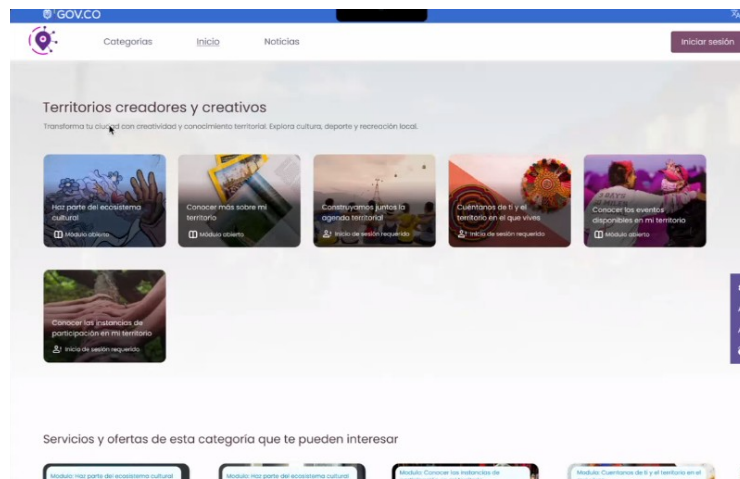 GOV.CO
Categorías
Inicio
Noticias
Iniciar sesión
Territorios creadores y creativos
Transforma tu ciudad con creatividad y conocimiento territorial. Explora cultura, deporte y recreación local.
Haz parte del ecosistema
cultural
Módulo abierto
Conocer más sobre mi
territorio
Módulo abierto
Construyamos juntos la
agenda territorial
Inicio de sesión requerido
Cuéntanos de ti y el
territorio en el que vives
Inicio de sesión requerido
Conocer los eventos
disponibles en mi territorio
Módulo abierto
Conocer las instancias de
participación en mi territorio
Inicio de sesión requerido
Servicios y ofertas de esta categoría que te pueden interesar
Modulo: Haz parte del ecosistema cultural
Modulo: Haz parte del ecosistema cultural
Modulo: Conocer las instancias de
Modulo: Cuéntanos de ti y el territorio en el